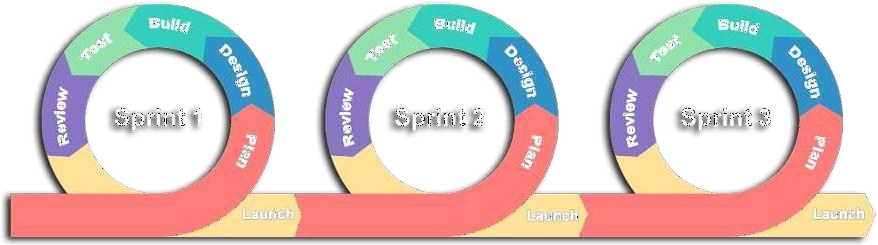 Sprint 1
Plan
Design
Build
Test
Review
Launch
Sprint 2
Plan
Design
Build
Test
Review
Launch
Sprint 3
Plan
Design
Build
Test
Review
Launch